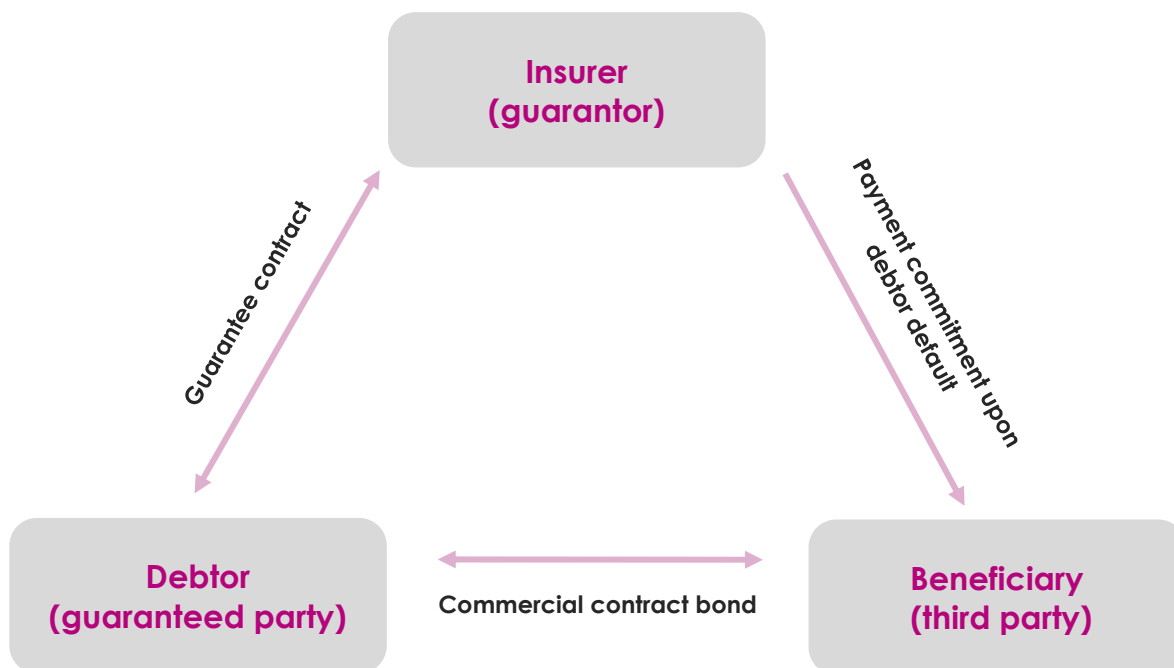 Insurer
(guarantor)
Guarantee contract
Payment commitment upon
debtor default
Debtor
(guaranteed party)
Commercial contract bond
Beneficiary
(third party)